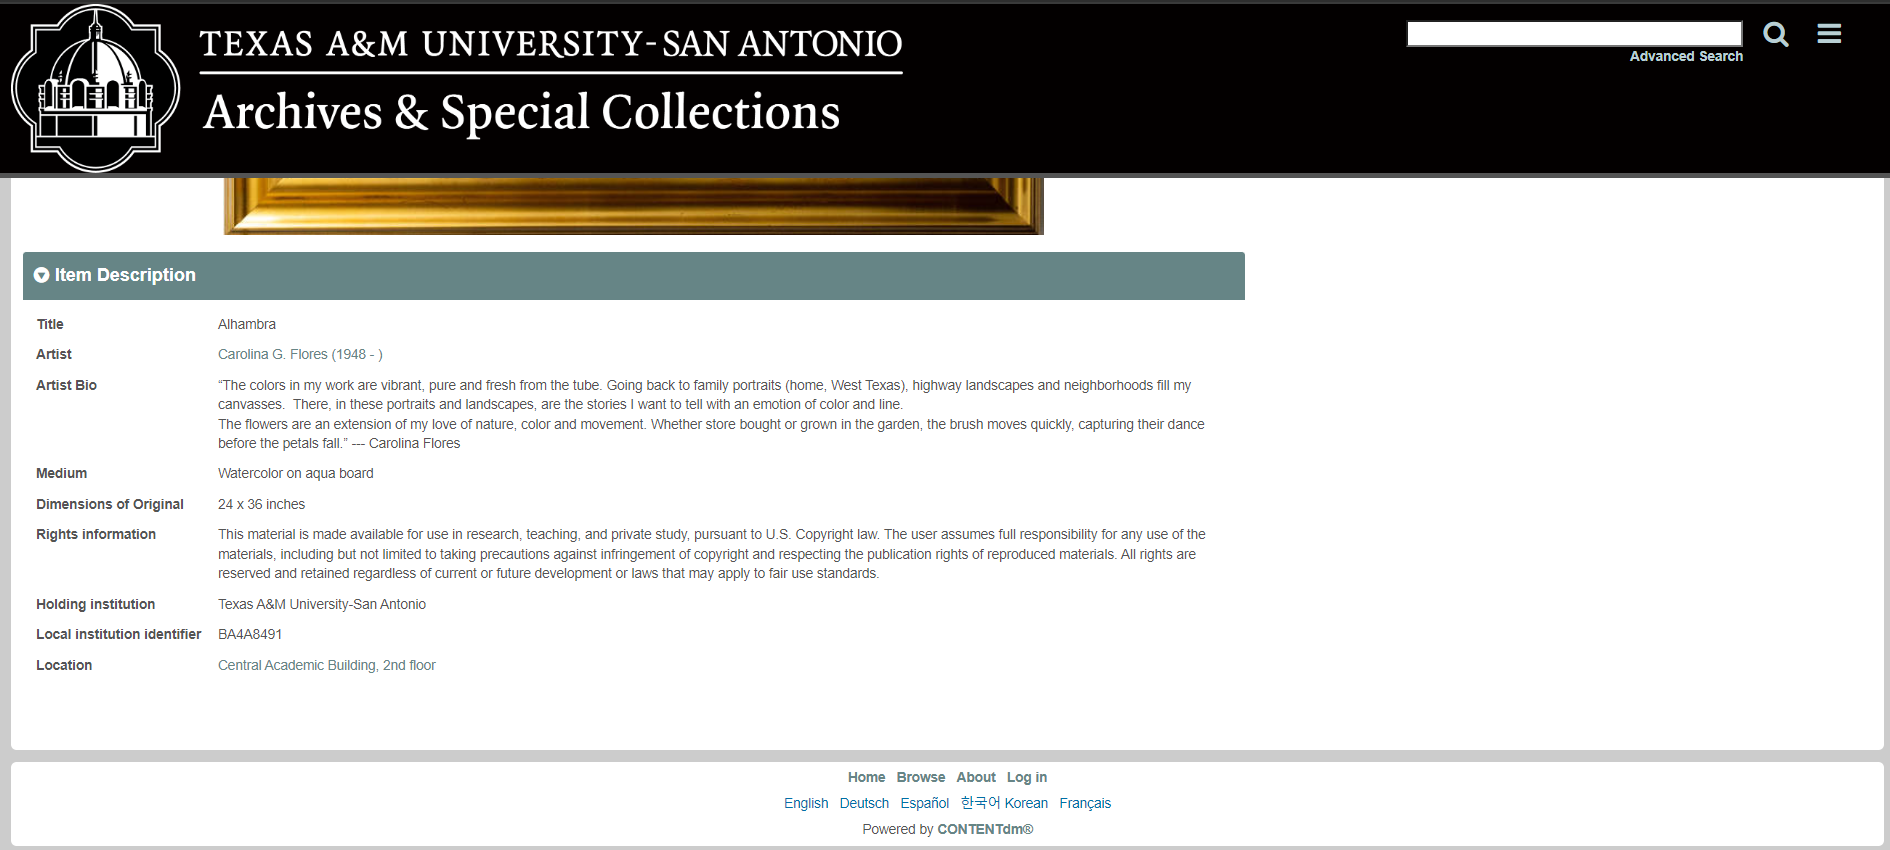 TEXAS A&M UNIVERSITY-SAN ANTONIO
Archives & Special Collections
Advanced Search
Item Description
Title Alhambra
Artist Carolina G. Flores (1948 - )
Artist Bio “The colors in my work are vibrant, pure and fresh from the tube. Going back to family portraits (home, West Texas), highway landscapes and neighborhoods fill my
canvasses.  There, in these portraits and landscapes, are the stories I want to tell with an emotion of color and line.
The flowers are an extension of my love of nature, color and movement. Whether store bought or grown in the garden, the brush moves quickly, capturing their dance
before the petals fall.” --- Carolina Flores
Medium Watercolor on aqua board
Dimensions of Original 24 x 36 inches
Rights information This material is made available for use in research, teaching, and private study, pursuant to U.S. Copyright law. The user assumes full responsibility for any use of the
materials, including but not limited to taking precautions against infringement of copyright and respecting the publication rights of reproduced materials. All rights are
reserved and retained regardless of current or future development or laws that may apply to fair use standards.
Holding institution Texas A&M University-San Antonio
Local institution identifier BA4A8491
Location Central Academic Building, 2nd floor
Home Browse About Log in
English Deutsch Español 한국어 Korean Français
Powered by CONTENTdm®